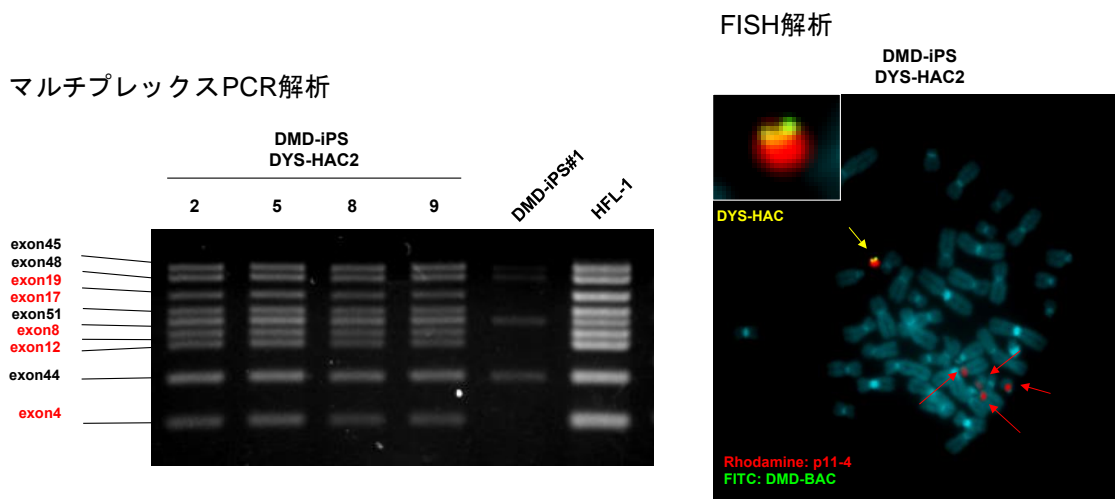 FISH解析
DMD-iPS
DYS-HAC2
マルチプレックスPCR解析
DMD-iPS
DYS-HAC2
2 5 8 9
DMD-iPS#1
HFL-1
exon45
exon48
exon19
exon17
exon51
exon8
exon12
exon44
exon4
DYS-HAC
Rhodamine: p11-4
FITC: DMD-BAC